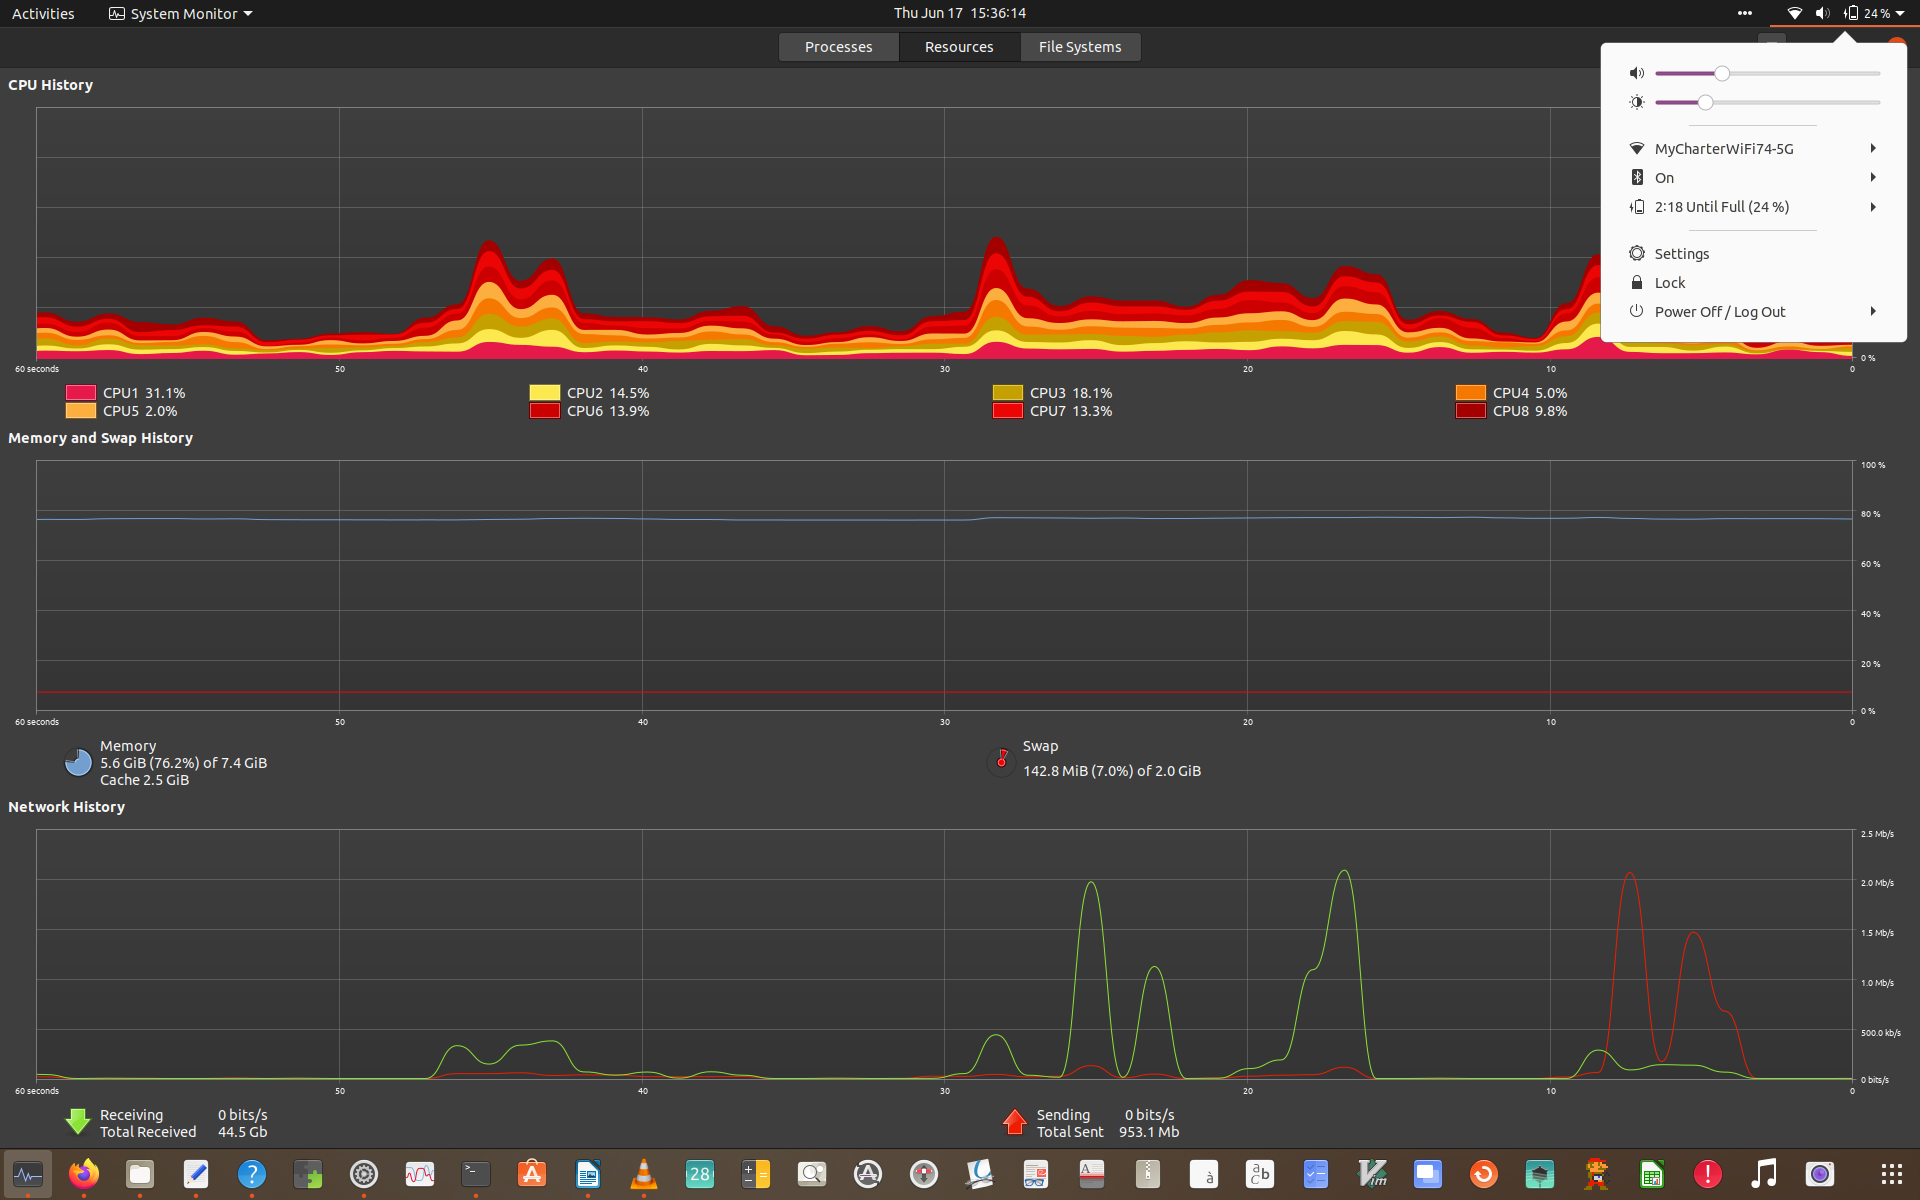 Activities
System Monitor
Thu Jun 17 15:36:14
24 %
Processes
Resources
File Systems
MyCharterWiFi74-5G
On
2:18 Until Full (24 %)
Settings
Lock
Power Off / Log Out
CPU History
0 %
60 seconds 50 40 30 20 10 0
CPU1 31.1% CPU2 14.5% CPU3 18.1% CPU4 5.0%
CPU5 2.0% CPU6 13.9% CPU7 13.3% CPU8 9.8%
Memory and Swap History
100 %
80 %
60 %
40 %
20 %
0 %
60 seconds 50 40 30 20 10 0
Memory
5.6 GiB (76.2%) of 7.4 GiB
Cache 2.5 GiB
Swap
142.8 MiB (7.0%) of 2.0 GiB
Network History
2.5 Mb/s
2.0 Mb/s
1.5 Mb/s
1.0 Mb/s
500.0 kb/s
0 bits/s
60 seconds 50 40 30 20 10 0
Receiving 0 bits/s
Total Received 44.5 Gb
Sending 0 bits/s
Total Sent 953.1 Mb
28
à
a b c
Vim